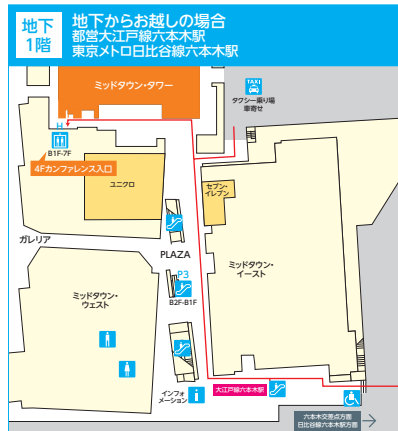 地下
1階
地下からお越しの場合
都営大江戸線六本木駅
東京メトロ日比谷線六本木駅
ミッドタウン・タワー
TAXI
タクシー乗り場
車寄せ
H
B1F-7F
4Fカンファレンス入口
ユニクロ
セブン-
イレブン
ガレリア
PLAZA
ミッドタウン・
イースト
P3
B2F-B1F
ミッドタウン・
ウェスト
インフォ
メーション
i
大江戸線六本木駅
六本木交差点方面
日比谷線六本木駅方面